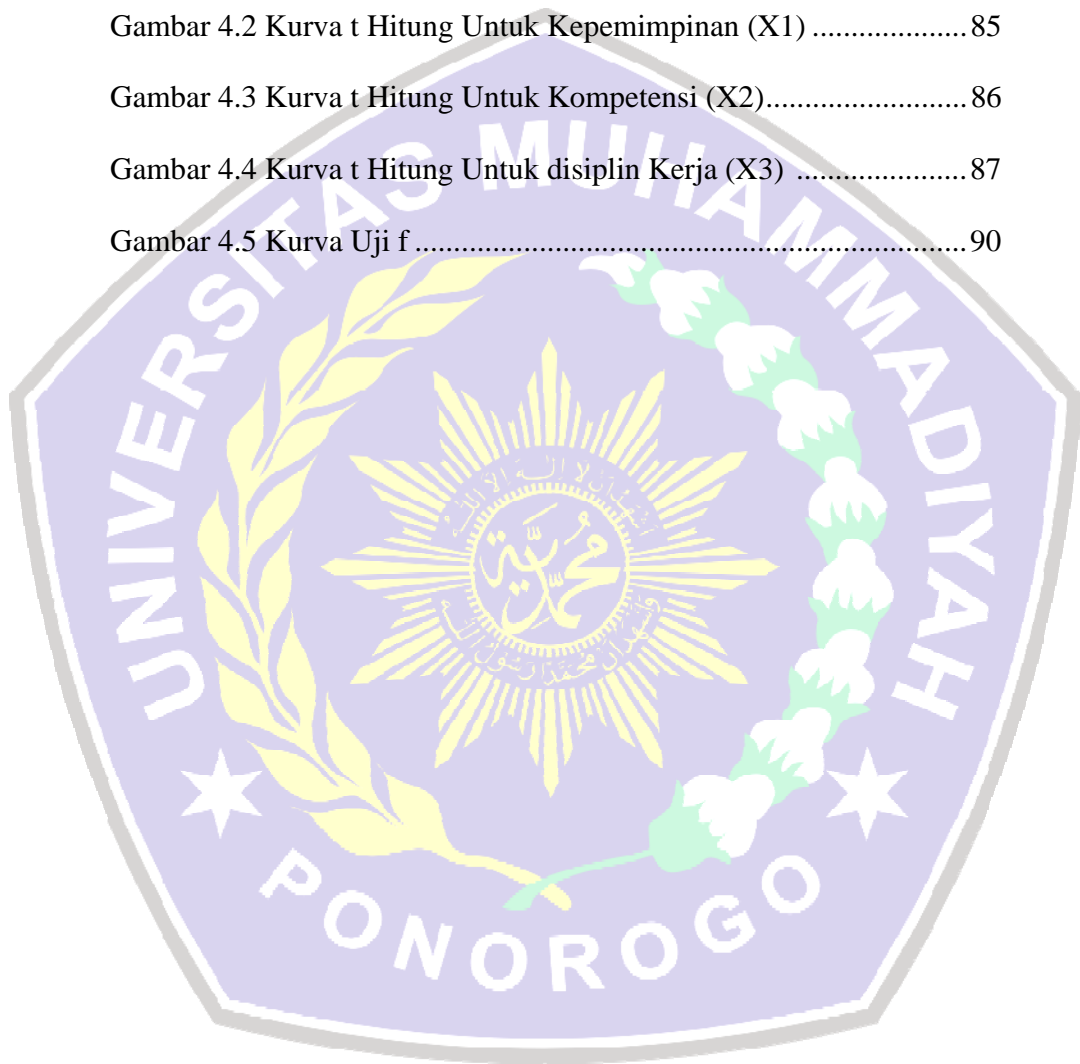 Gambar 4.2 Kurva t Hitung Untuk Kepemimpinan (X1) ................... 85
Gambar 4.3 Kurva t Hitung Untuk Kompetensi (X2)......................... 86
Gambar 4.4 Kurva t Hitung Untuk disiplin Kerja (X3) ..................... 87
Gambar 4.5 Kurva Uji f .................................................................... 90
UNIVERSITAS MUHAMMADIYAH
PONOROGO
محمدية